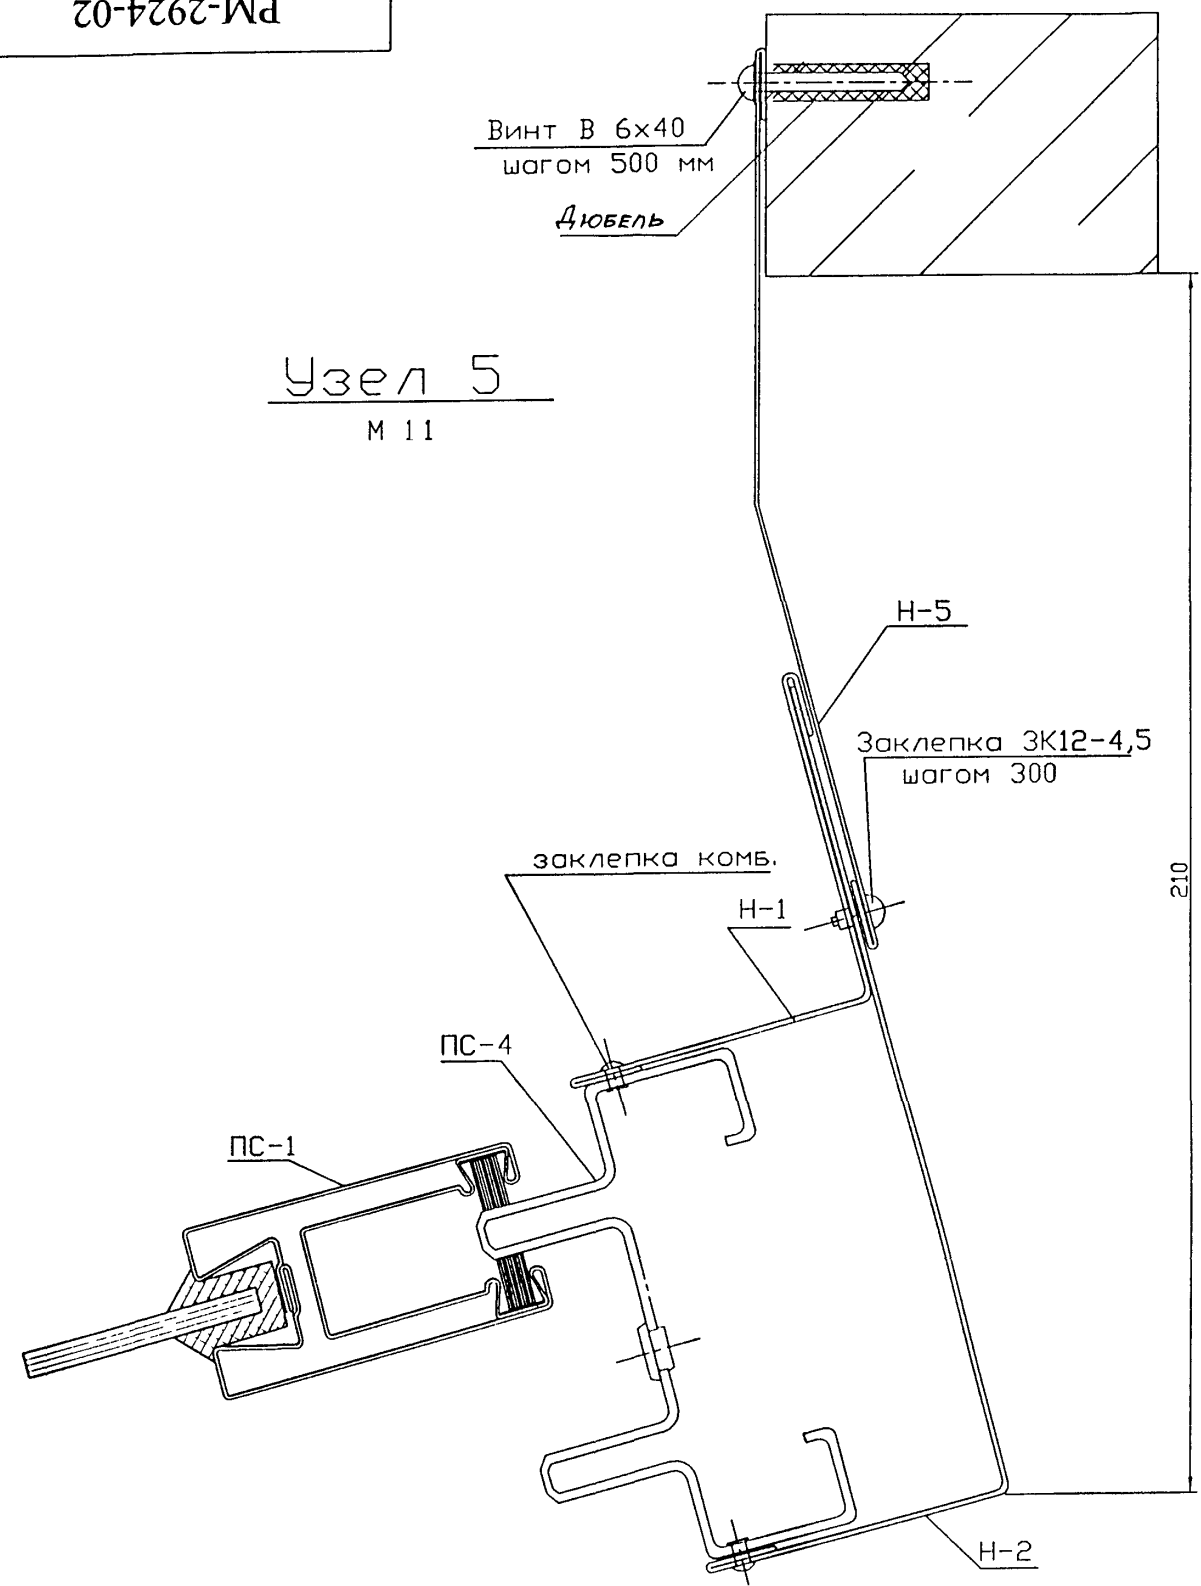 РМ-2924-02
Винт В 6х40
шагом 500 мм
Дюбель
Узел 5
М 11
Н-5
Заклепка ЗК12-4,5
шагом 300
210
заклепка комб.
Н-1
ПС-4
ПС-1
Н-2